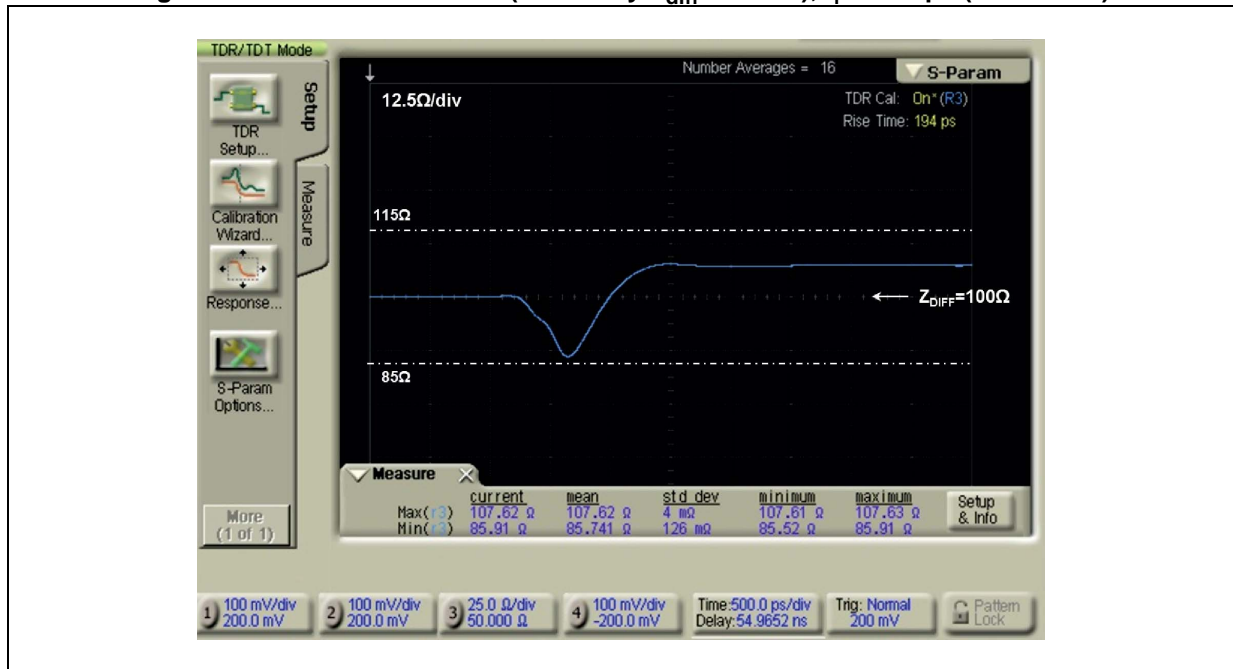 TDR/TDT Mode
Setup
Measure
TDR
Setup...
Calibration
Wizard...
Response...
S-Param
Options...
More
(1 of 1)
Number Averages = 16
S-Param
12.5Ω/div
TDR Cal: On* (R3)
Rise Time: 194 ps
115Ω
ZDIFF=100Ω
85Ω
Measure
current mean std dev minimum maximum
Max(r3) 107.62 Ω 107.62 Ω 4 mΩ 107.61 Ω 107.63 Ω
Min(r3) 85.91 Ω 85.741 Ω 126 mΩ 85.52 Ω 85.91 Ω
Setup
& Info
1 100 mV/div
200.0 mV
2 100 mV/div
200.0 mV
3 25.0 Ω/div
50.000 Ω
4 100 mV/div
-200.0 mV
Time:500.0 ps/div
Delay:54.9652 ns
Trig: Normal
200 mV
Pattern
Lock